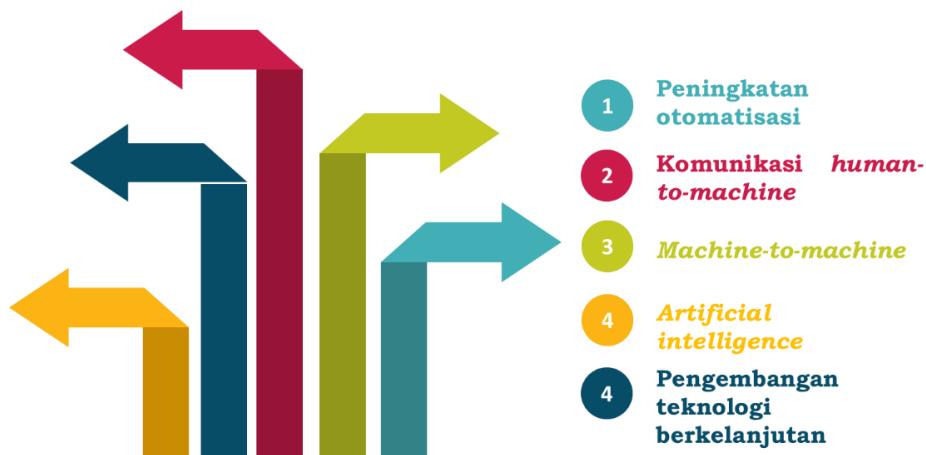 1 Peningkatan
otomatisasi
2 Komunikasi human-
to-machine
3 Machine-to-machine
4 Artificial
intelligence
4 Pengembangan
teknologi
berkelanjutan